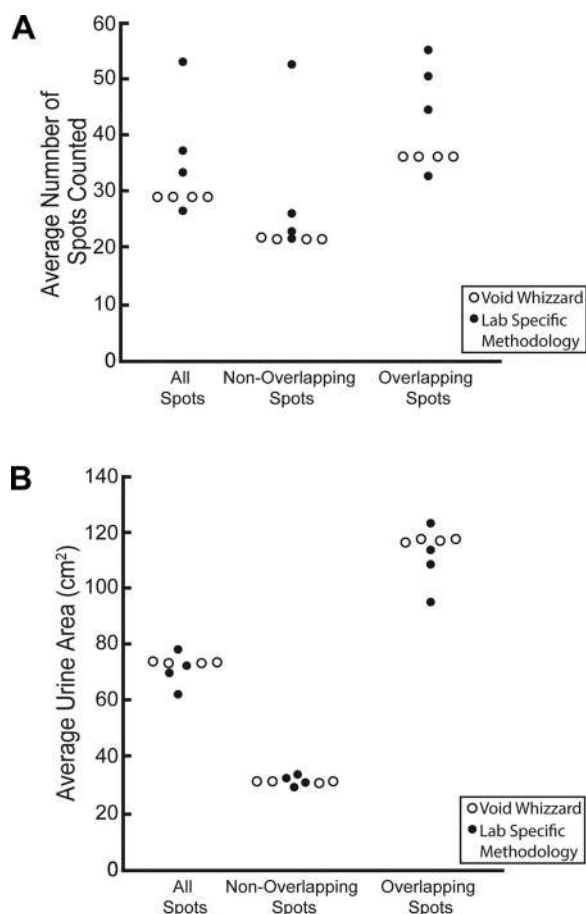 A
60
50
40
30
20
10
0
Average Numnber of
Spots Counted
Void Whizzard
Lab Specific
Methodology
All
Spots
Non-Overlapping
Spots
Overlapping
Spots
B
140
120
100
80
60
40
20
0
Average Urine Area (cm²)
Void Whizzard
Lab Specific
Methodology
All
Spots
Non-Overlapping
Spots
Overlapping
Spots